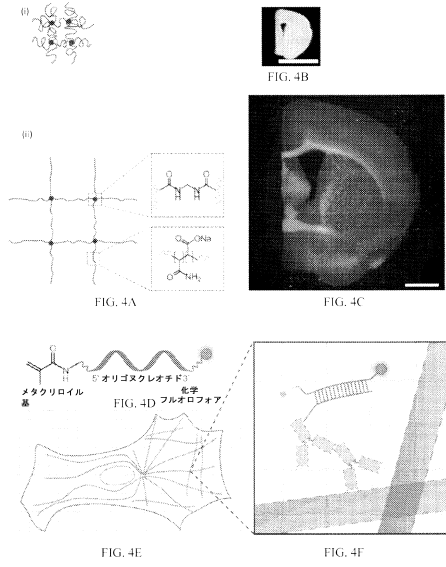 (i)
FIG. 4B
(ii)
O
O
N
H
N
H
O
ONa
O
NH2
FIG. 4A
FIG. 4C
O
N
H
メタクリロイル
基
5' オリゴヌクレオチド 3'
化学
フルオロフォア
FIG. 4D
FIG. 4E
FIG. 4F